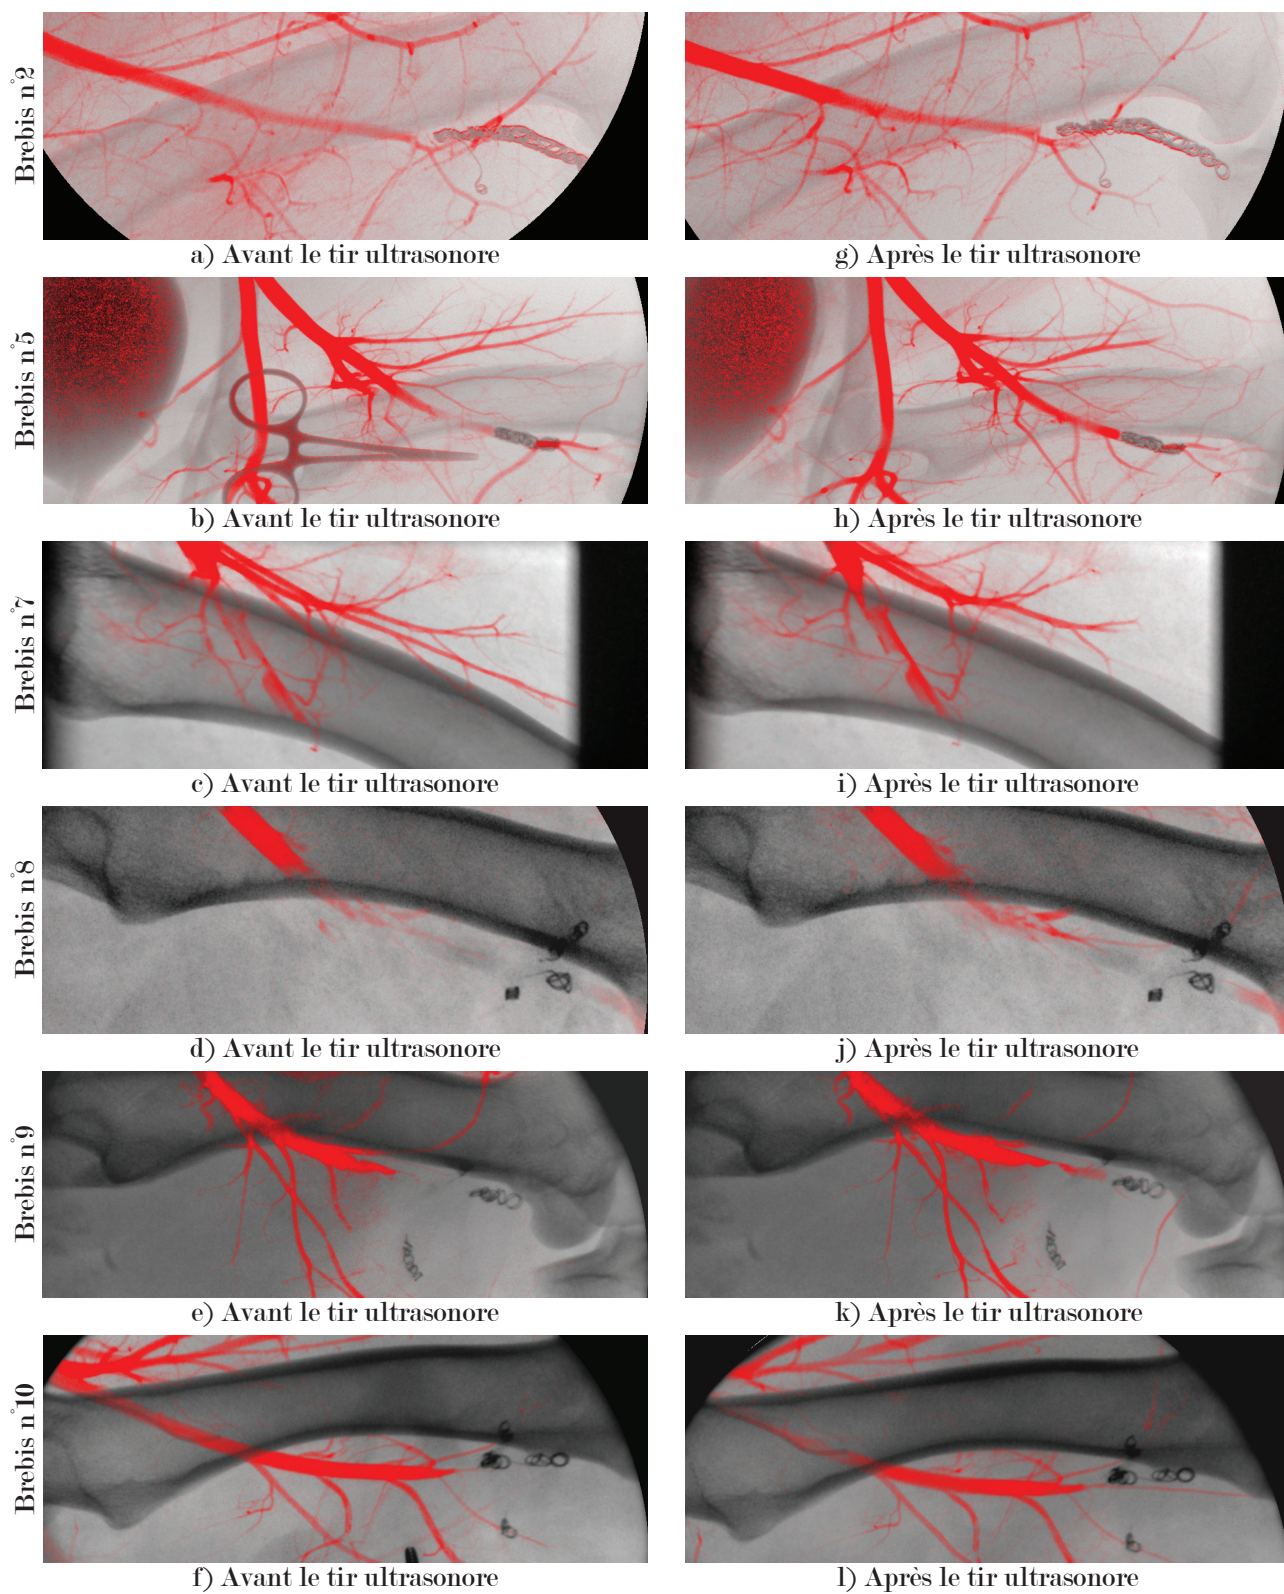 Brebis n°2
a) Avant le tir ultrasonore
g) Après le tir ultrasonore
Brebis n°5
b) Avant le tir ultrasonore
h) Après le tir ultrasonore
Brebis n°7
c) Avant le tir ultrasonore
i) Après le tir ultrasonore
Brebis n°8
d) Avant le tir ultrasonore
j) Après le tir ultrasonore
Brebis n°9
e) Avant le tir ultrasonore
k) Après le tir ultrasonore
Brebis n°10
f) Avant le tir ultrasonore
l) Après le tir ultrasonore